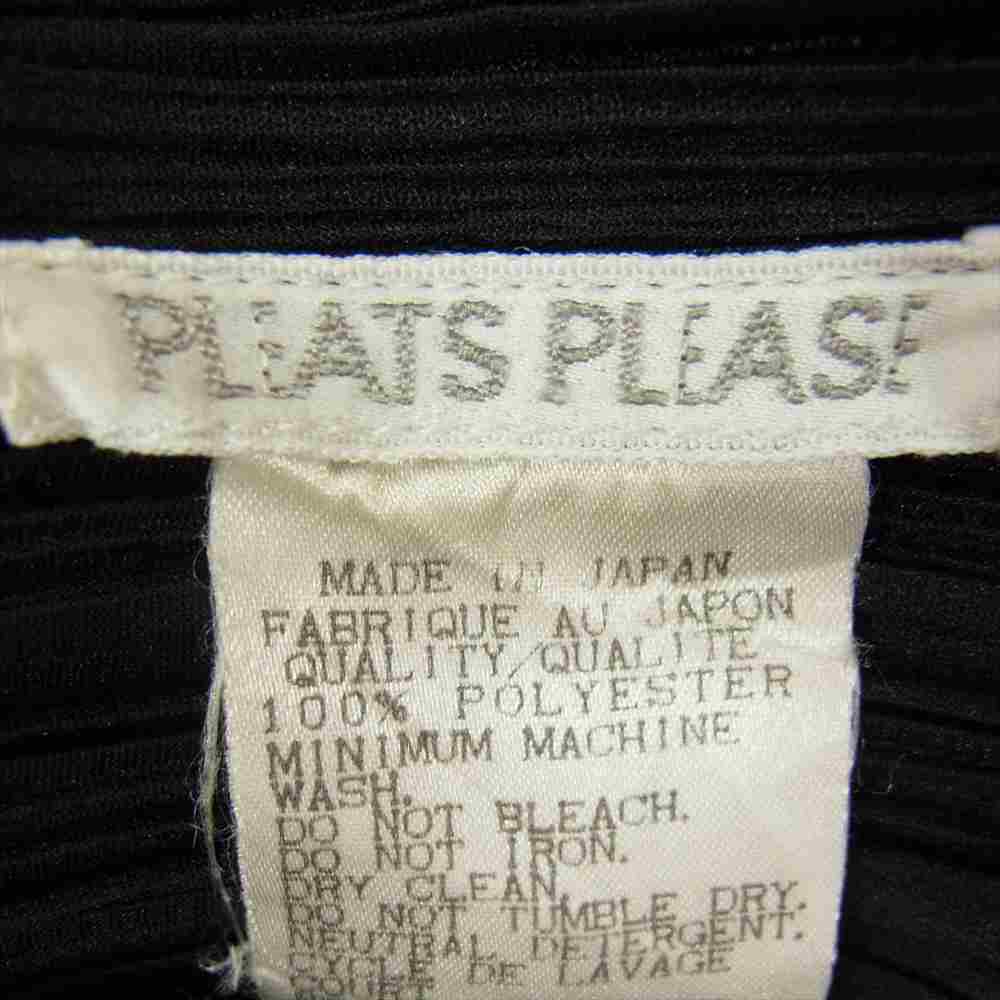 PLEATS PLEASE
MADE IN JAPAN
FABRIQUE AU JAPON
QUALITY/QUALITE
100% POLYESTER
MINIMUM MACHINE
WASH.
DO NOT BLEACH.
DO NOT IRON.
DRY CLEAN.
DO NOT TUMBLE DRY.
NEUTRAL DETERGENT.
CYCLE DE LAVAGE
COURT